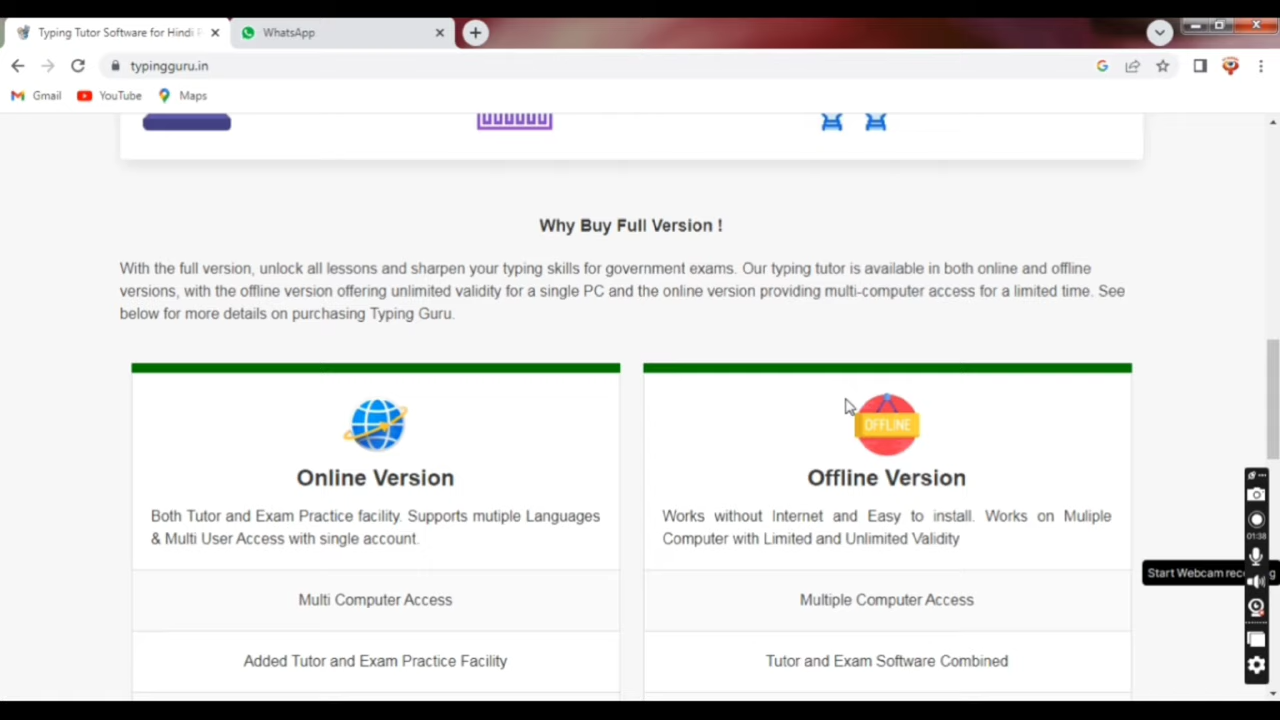 Typing Tutor Software for Hindi
WhatsApp
typingguru.in
Gmail
YouTube
Maps
Why Buy Full Version !
With the full version, unlock all lessons and sharpen your typing skills for government exams. Our typing tutor is available in both online and offline
versions, with the offline version offering unlimited validity for a single PC and the online version providing multi-computer access for a limited time. See
below for more details on purchasing Typing Guru.
OFFLINE
Online Version
Offline Version
Both Tutor and Exam Practice facility. Supports mutiple Languages
& Multi User Access with single account.
Works without Internet and Easy to install. Works on Muliple
Computer with Limited and Unlimited Validity
01:38
Start Webcam
Multi Computer Access
Multiple Computer Access
Added Tutor and Exam Practice Facility
Tutor and Exam Software Combined